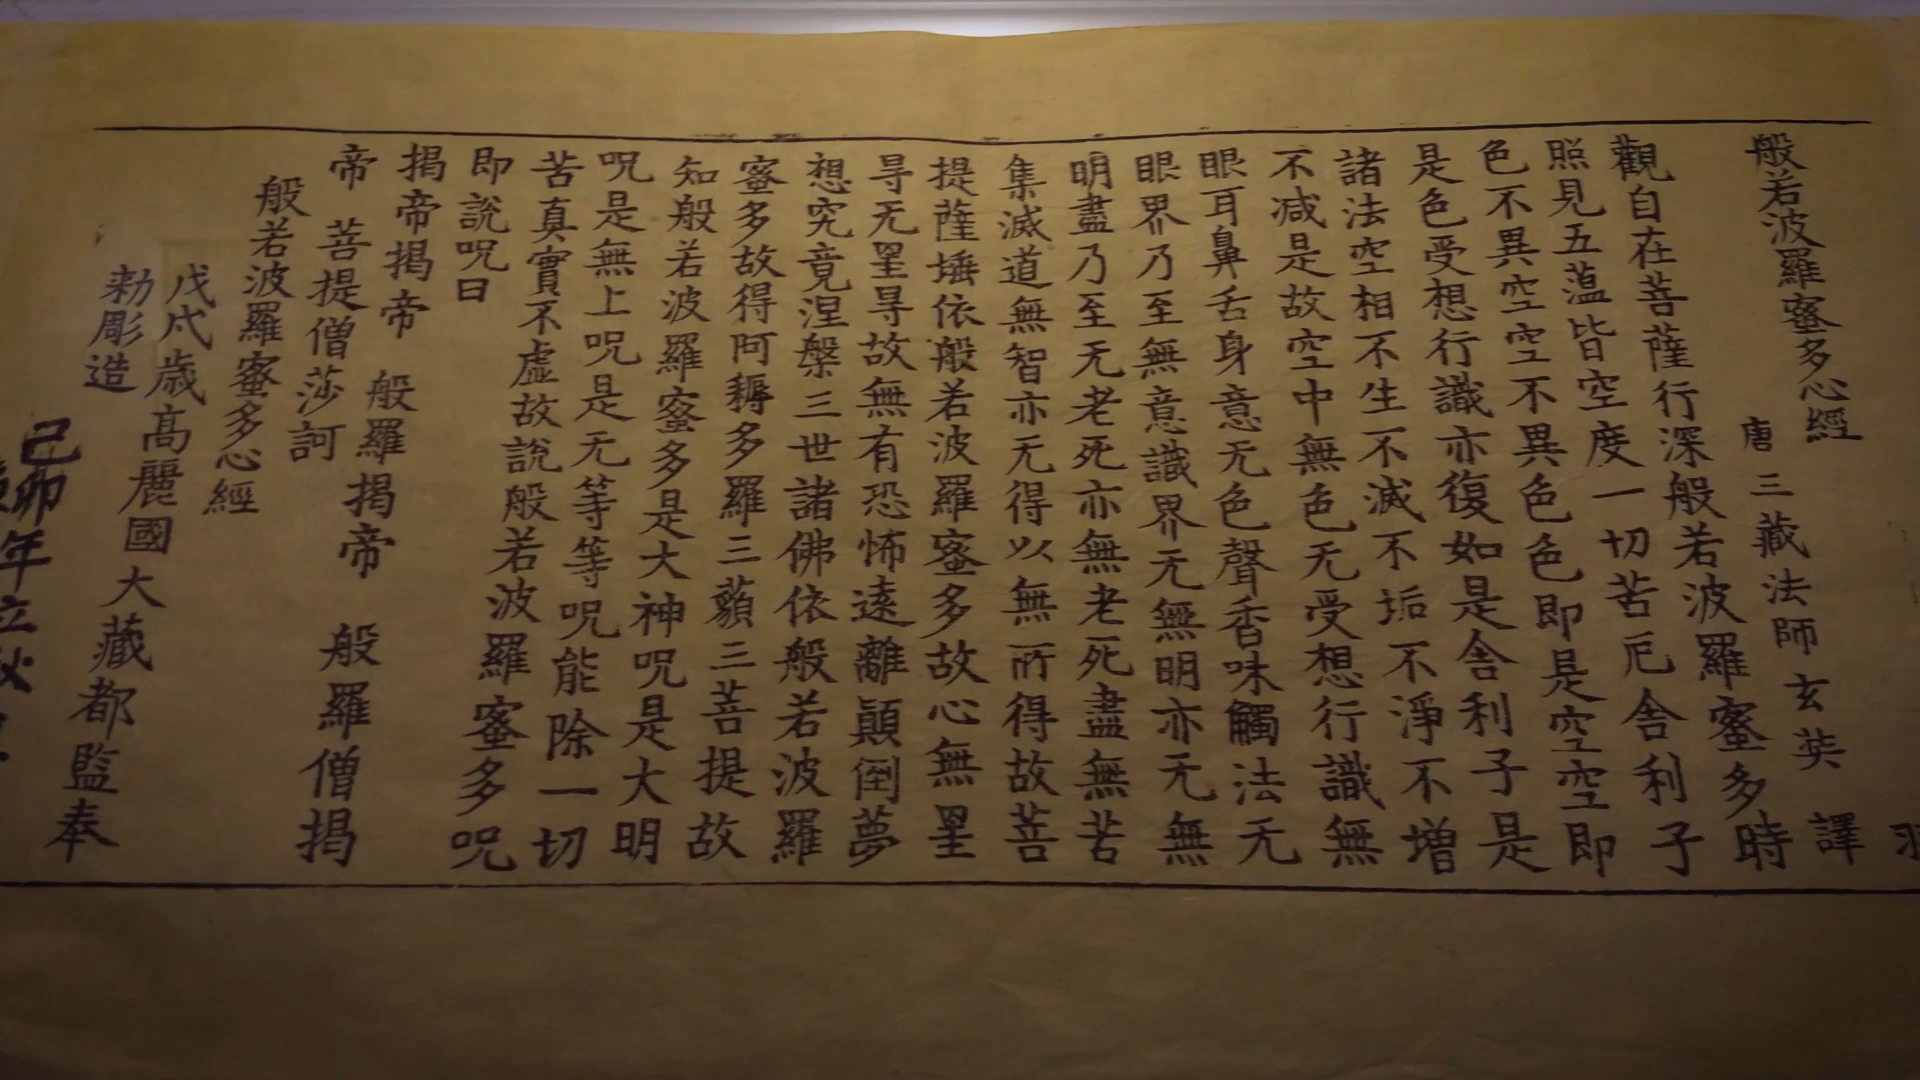 般若波羅蜜多心經
唐三藏法師玄奘 譯
觀自在菩薩行深般若波羅蜜多時
照見五薀皆空度一切苦厄舍利子
色不異空空不異色色即是空空即
是色受想行識亦復如是舍利子是
諸法空相不生不滅不垢不淨不增
不减是故空中無色无受想行識無
眼耳鼻舌身意无色聲香味觸法无
眼界乃至無意識界无無明亦无無
明盡乃至无老死亦無老死盡無苦
集滅道無智亦无得以無所得故菩
提薩埵依般若波羅蜜多故心無罣
㝵无罣㝵故無有恐怖遠離顛倒夢
想究竟涅槃三世諸佛依般若波羅
蜜多故得阿耨多羅三藐三菩提故
知般若波羅蜜多是大神呪是大明
呪是無上呪是无等等呪能除一切
苦真實不虛故說般若波羅蜜多呪
即說呪曰
揭帝揭帝 般羅揭帝 般羅僧揭
帝 菩提僧莎訶
般若波羅蜜多心經
戊戌歲高麗國大藏都監奉
勑彫造
己卯年立秋